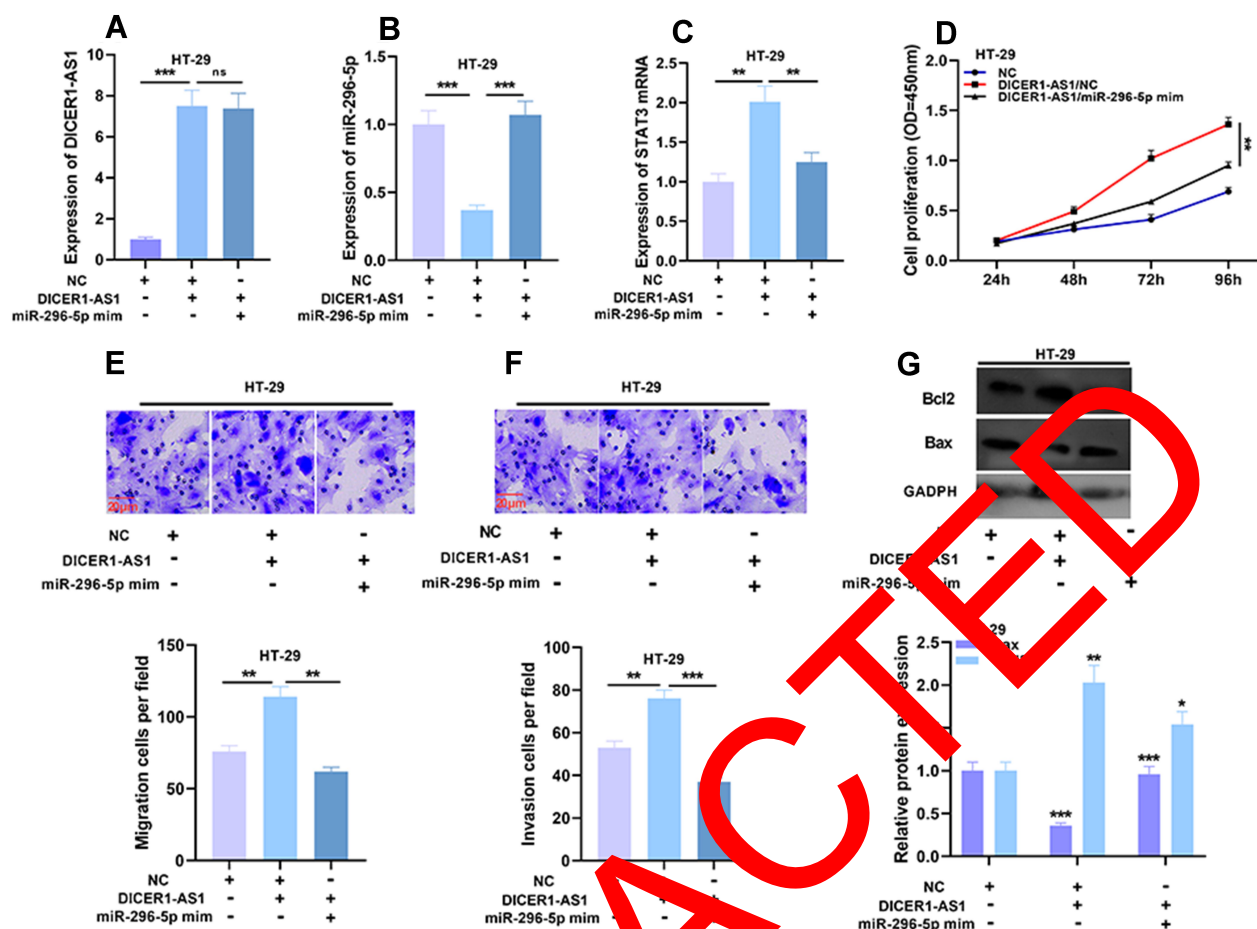 A
HT-29
*** ns
Expression of DICER1-AS1
10
8
6
4
2
0
NC + + -
DICER1-AS1 - + +
miR-296-5p mim - - +
B
HT-29
*** ***
Expression of miR-296-5p
1.5
1.0
0.5
0.0
NC + + -
DICER1-AS1 - + +
miR-296-5p mim - - +
C
HT-29
** **
Expression of STAT3 mRNA
2.5
2.0
1.5
1.0
0.5
0.0
NC + + -
DICER1-AS1 - + +
miR-296-5p mim - - +
D
HT-29
NC
DICER1-AS1/NC
DICER1-AS1/miR-296-5p mim
Cell proliferation (OD=450nm)
2.0
1.5
1.0
0.5
0.0
**
24h 48h 72h 96h
E
HT-29
20μm
NC + + -
DICER1-AS1 - + +
miR-296-5p mim - - +
HT-29
** **
Migration cells per field
150
100
50
0
NC + + -
DICER1-AS1 - + +
miR-296-5p mim - - +
F
HT-29
20μm
NC + + -
DICER1-AS1 - + +
miR-296-5p mim - - +
HT-29
** ***
Invasion cells per field
100
80
60
40
20
0
NC -
DICER1-AS1
miR-296-5p mim
G
HT-29
Bcl2
Bax
GADPH
+ + -
DICER1-AS1 - +
miR-296-5p mim - +
29
Relative protein
2.5
2.0
1.0
0.5
0.0
*** ** *** *
NC + + -
DICER1-AS1 - + +
miR-296-5p mim - - +
ACTED